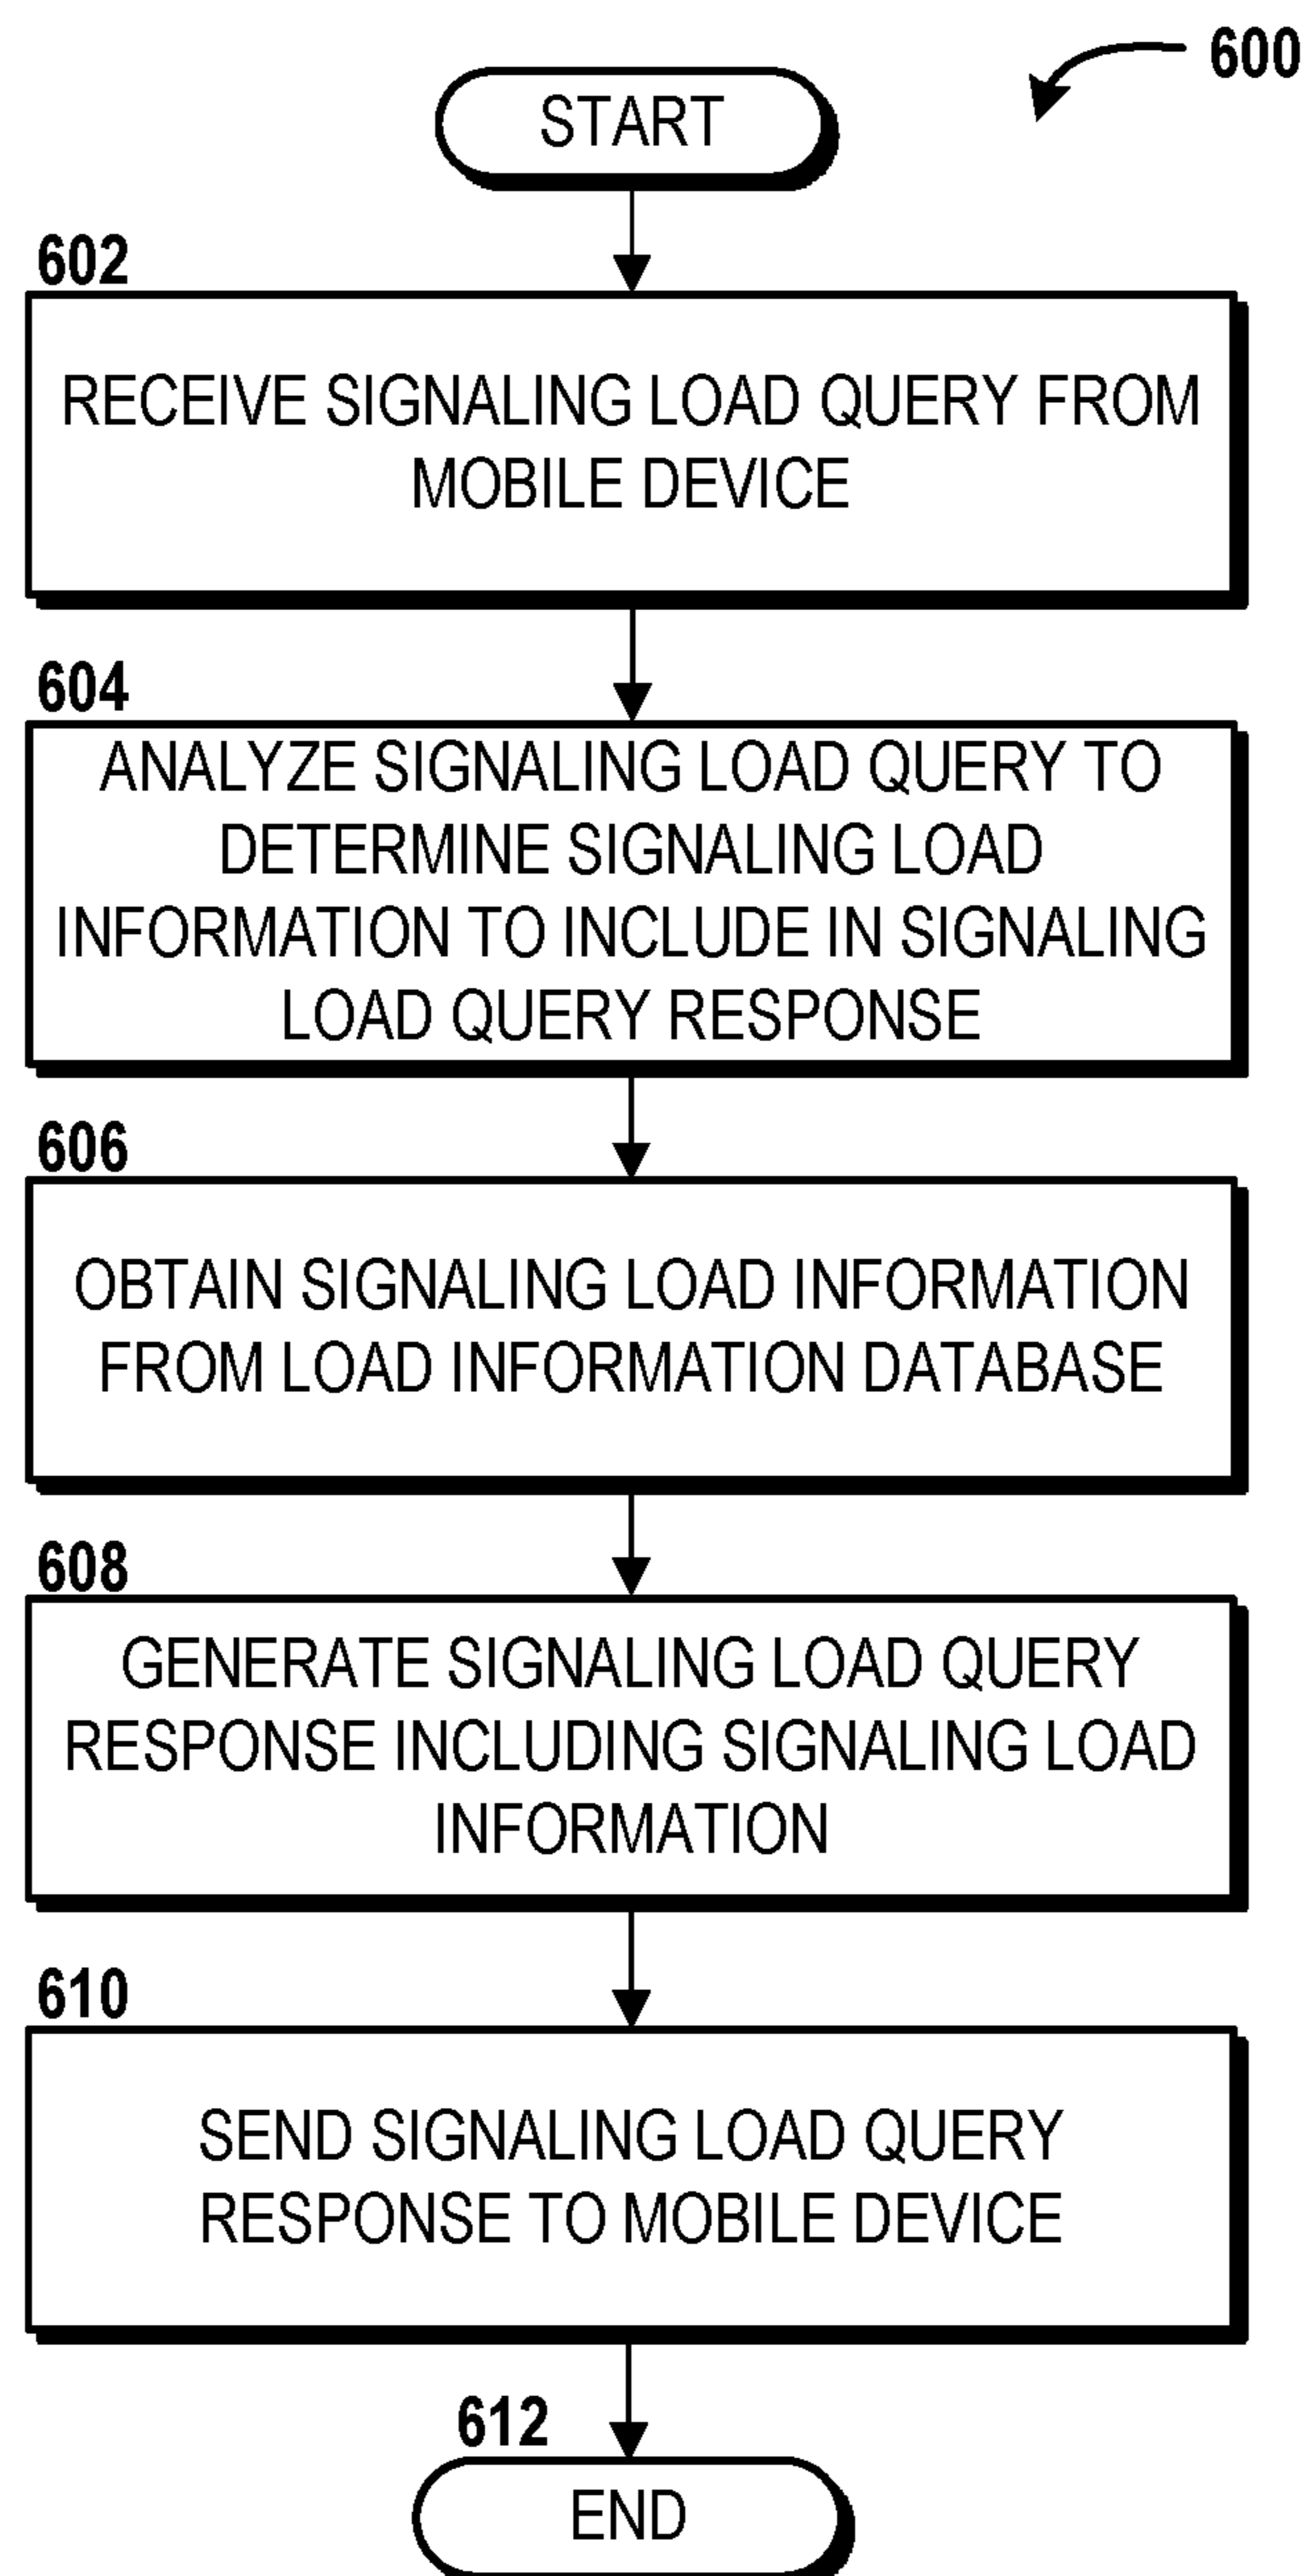 600
START
602
RECEIVE SIGNALING LOAD QUERY FROM
MOBILE DEVICE
604
ANALYZE SIGNALING LOAD QUERY TO
DETERMINE SIGNALING LOAD
INFORMATION TO INCLUDE IN SIGNALING
LOAD QUERY RESPONSE
606
OBTAIN SIGNALING LOAD INFORMATION
FROM LOAD INFORMATION DATABASE
608
GENERATE SIGNALING LOAD QUERY
RESPONSE INCLUDING SIGNALING LOAD
INFORMATION
610
SEND SIGNALING LOAD QUERY
RESPONSE TO MOBILE DEVICE
612
END